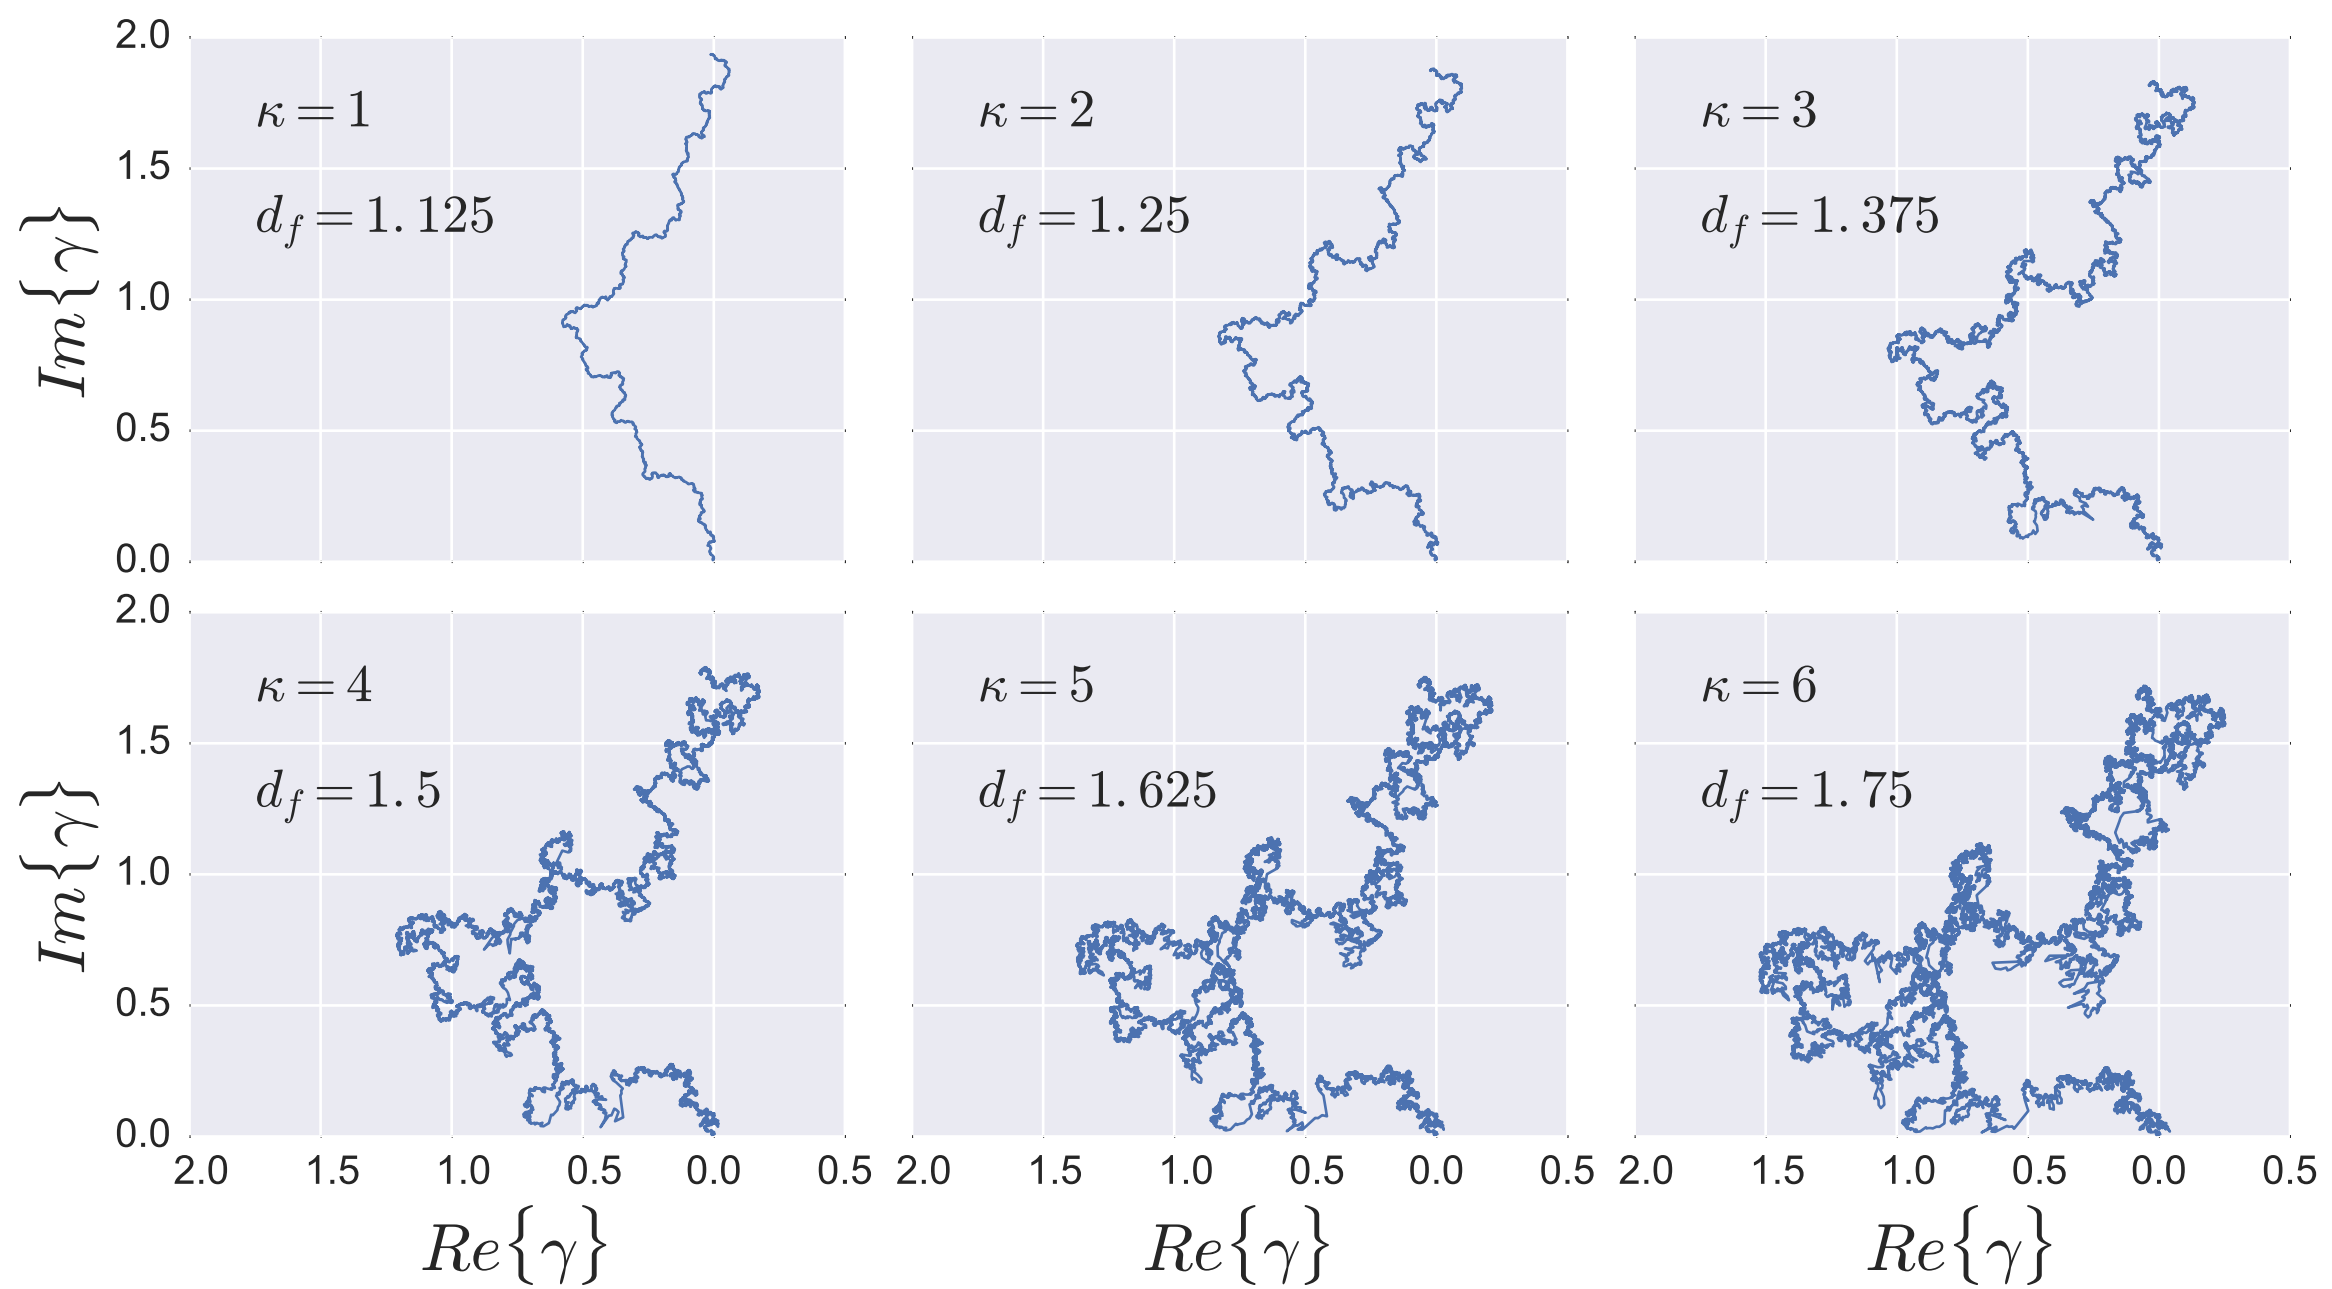 2.0
1.5
1.0
0.5
0.0
Im{γ}
κ = 1
d_f = 1.125
κ = 2
d_f = 1.25
κ = 3
d_f = 1.375
2.0
1.5
1.0
0.5
0.0
Im{γ}
κ = 4
d_f = 1.5
κ = 5
d_f = 1.625
κ = 6
d_f = 1.75
2.0 1.5 1.0 0.5 0.0 0.5
2.0 1.5 1.0 0.5 0.0 0.5
2.0 1.5 1.0 0.5 0.0 0.5
Re{γ}
Re{γ}
Re{γ}